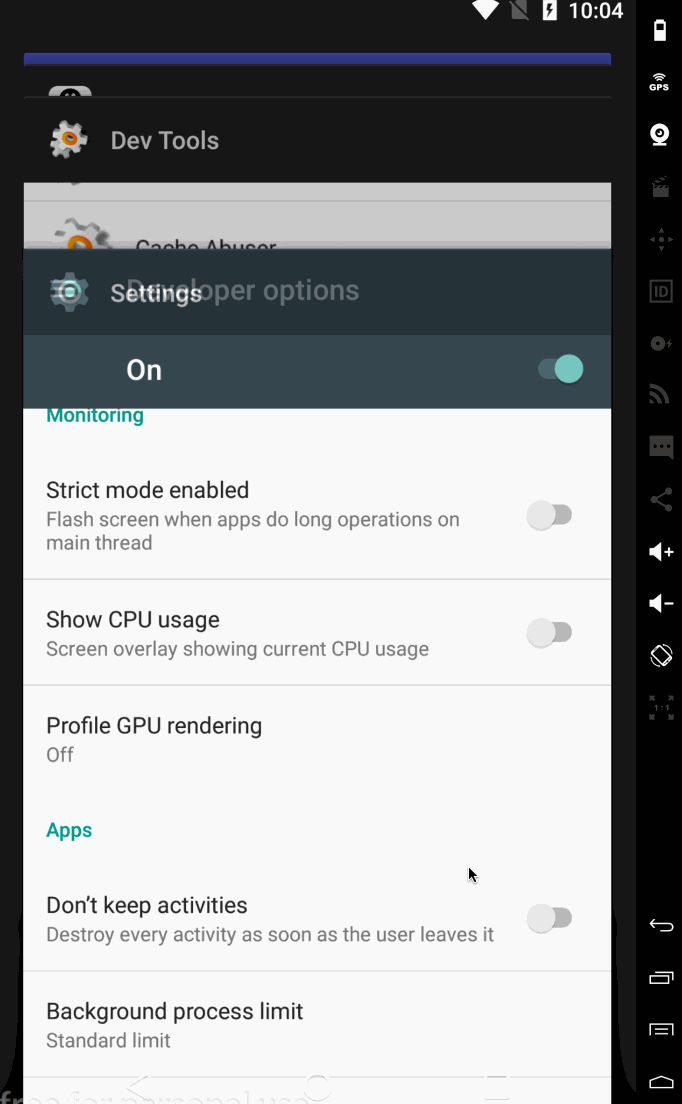 10:04
GPS
Dev Tools
Cache Abuser
Settings
Developer options
On
ID
Monitoring
Strict mode enabled
Flash screen when apps do long operations on
main thread
Show CPU usage
Screen overlay showing current CPU usage
1:1
Profile GPU rendering
Off
Apps
Don’t keep activities
Destroy every activity as soon as the user leaves it
Background process limit
Standard limit
free for personal use